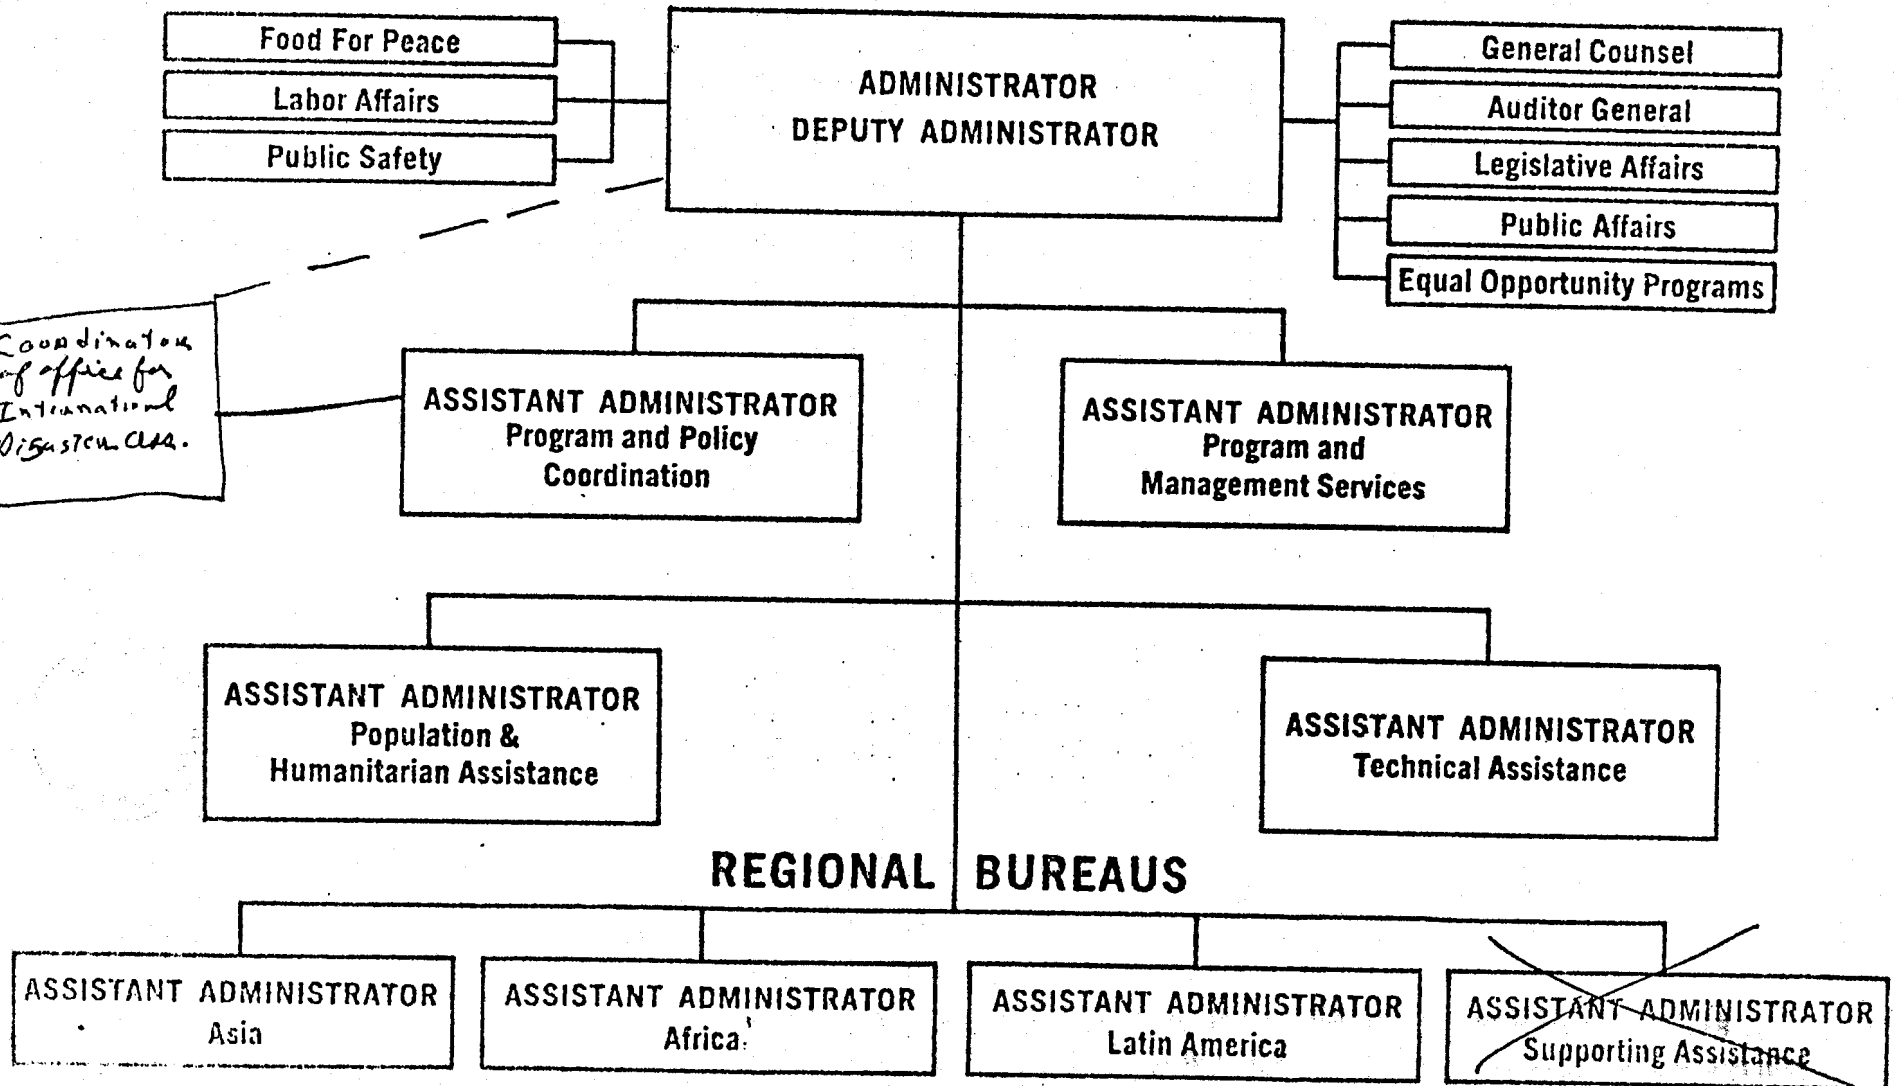 Food For Peace
Labor Affairs
Public Safety
ADMINISTRATOR
DEPUTY ADMINISTRATOR
General Counsel
Auditor General
Legislative Affairs
Public Affairs
Equal Opportunity Programs
Coordinator
of office for
International
Disaster Ass.
ASSISTANT ADMINISTRATOR
Program and Policy
Coordination
ASSISTANT ADMINISTRATOR
Program and
Management Services
ASSISTANT ADMINISTRATOR
Population &
Humanitarian Assistance
ASSISTANT ADMINISTRATOR
Technical Assistance
REGIONAL BUREAUS
ASSISTANT ADMINISTRATOR
Asia
ASSISTANT ADMINISTRATOR
Africa
ASSISTANT ADMINISTRATOR
Latin America
ASSISTANT ADMINISTRATOR
Supporting Assistance